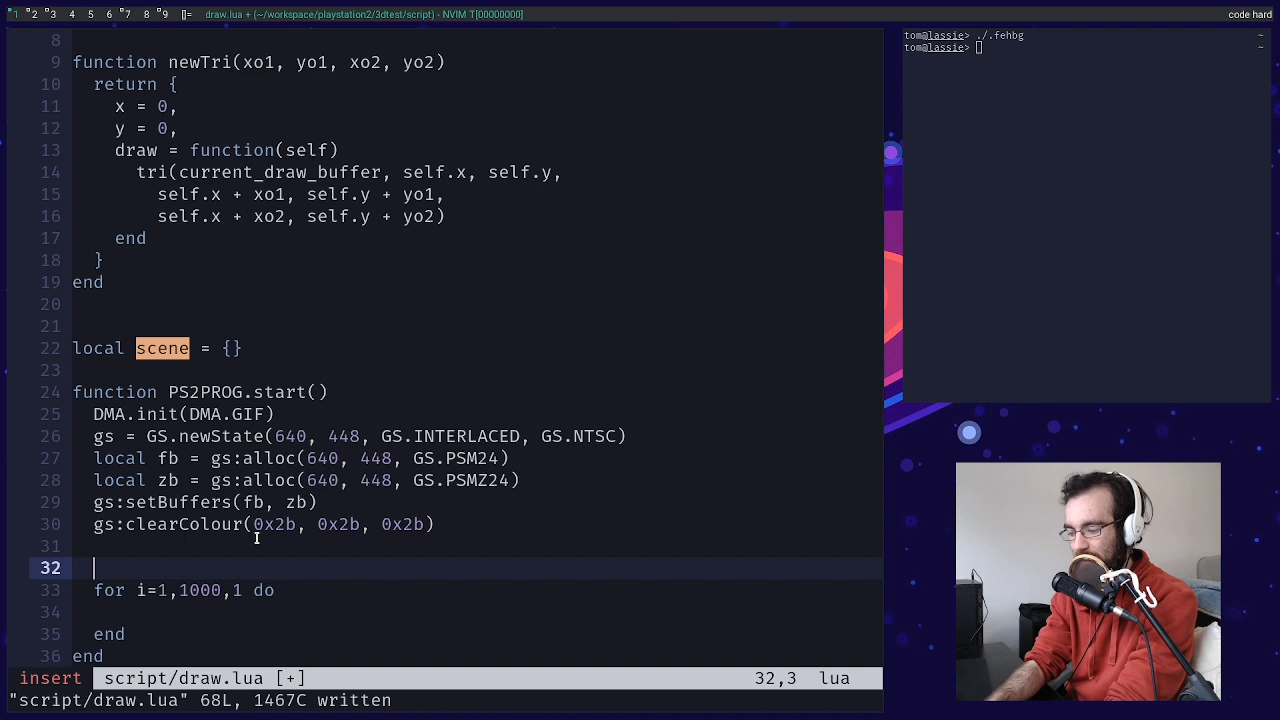 1 2 3 4 5 6 7 8 9 []= draw.lua + (~/workspace/playstation2/3dtest/script) - NVIM T[00000000] code hard
8
9 function newTri(xo1, yo1, xo2, yo2)
10 return {
11 x = 0,
12 y = 0,
13 draw = function(self)
14 tri(current_draw_buffer, self.x, self.y,
15 self.x + xo1, self.y + yo1,
16 self.x + xo2, self.y + yo2)
17 end
18 }
19 end
20
21
22 local scene = {}
23
24 function PS2PROG.start()
25 DMA.init(DMA.GIF)
26 gs = GS.newState(640, 448, GS.INTERLACED, GS.NTSC)
27 local fb = gs:alloc(640, 448, GS.PSM24)
28 local zb = gs:alloc(640, 448, GS.PSMZ24)
29 gs:setBuffers(fb, zb)
30 gs:clearColour(0x2b, 0x2b, 0x2b)
31
32
33 for i=1,1000,1 do
34
35 end
36 end
insert script/draw.lua [+] 32,3 lua
"script/draw.lua" 68L, 1467C written
tom@lassie> ./.fehbg ~
tom@lassie> ~